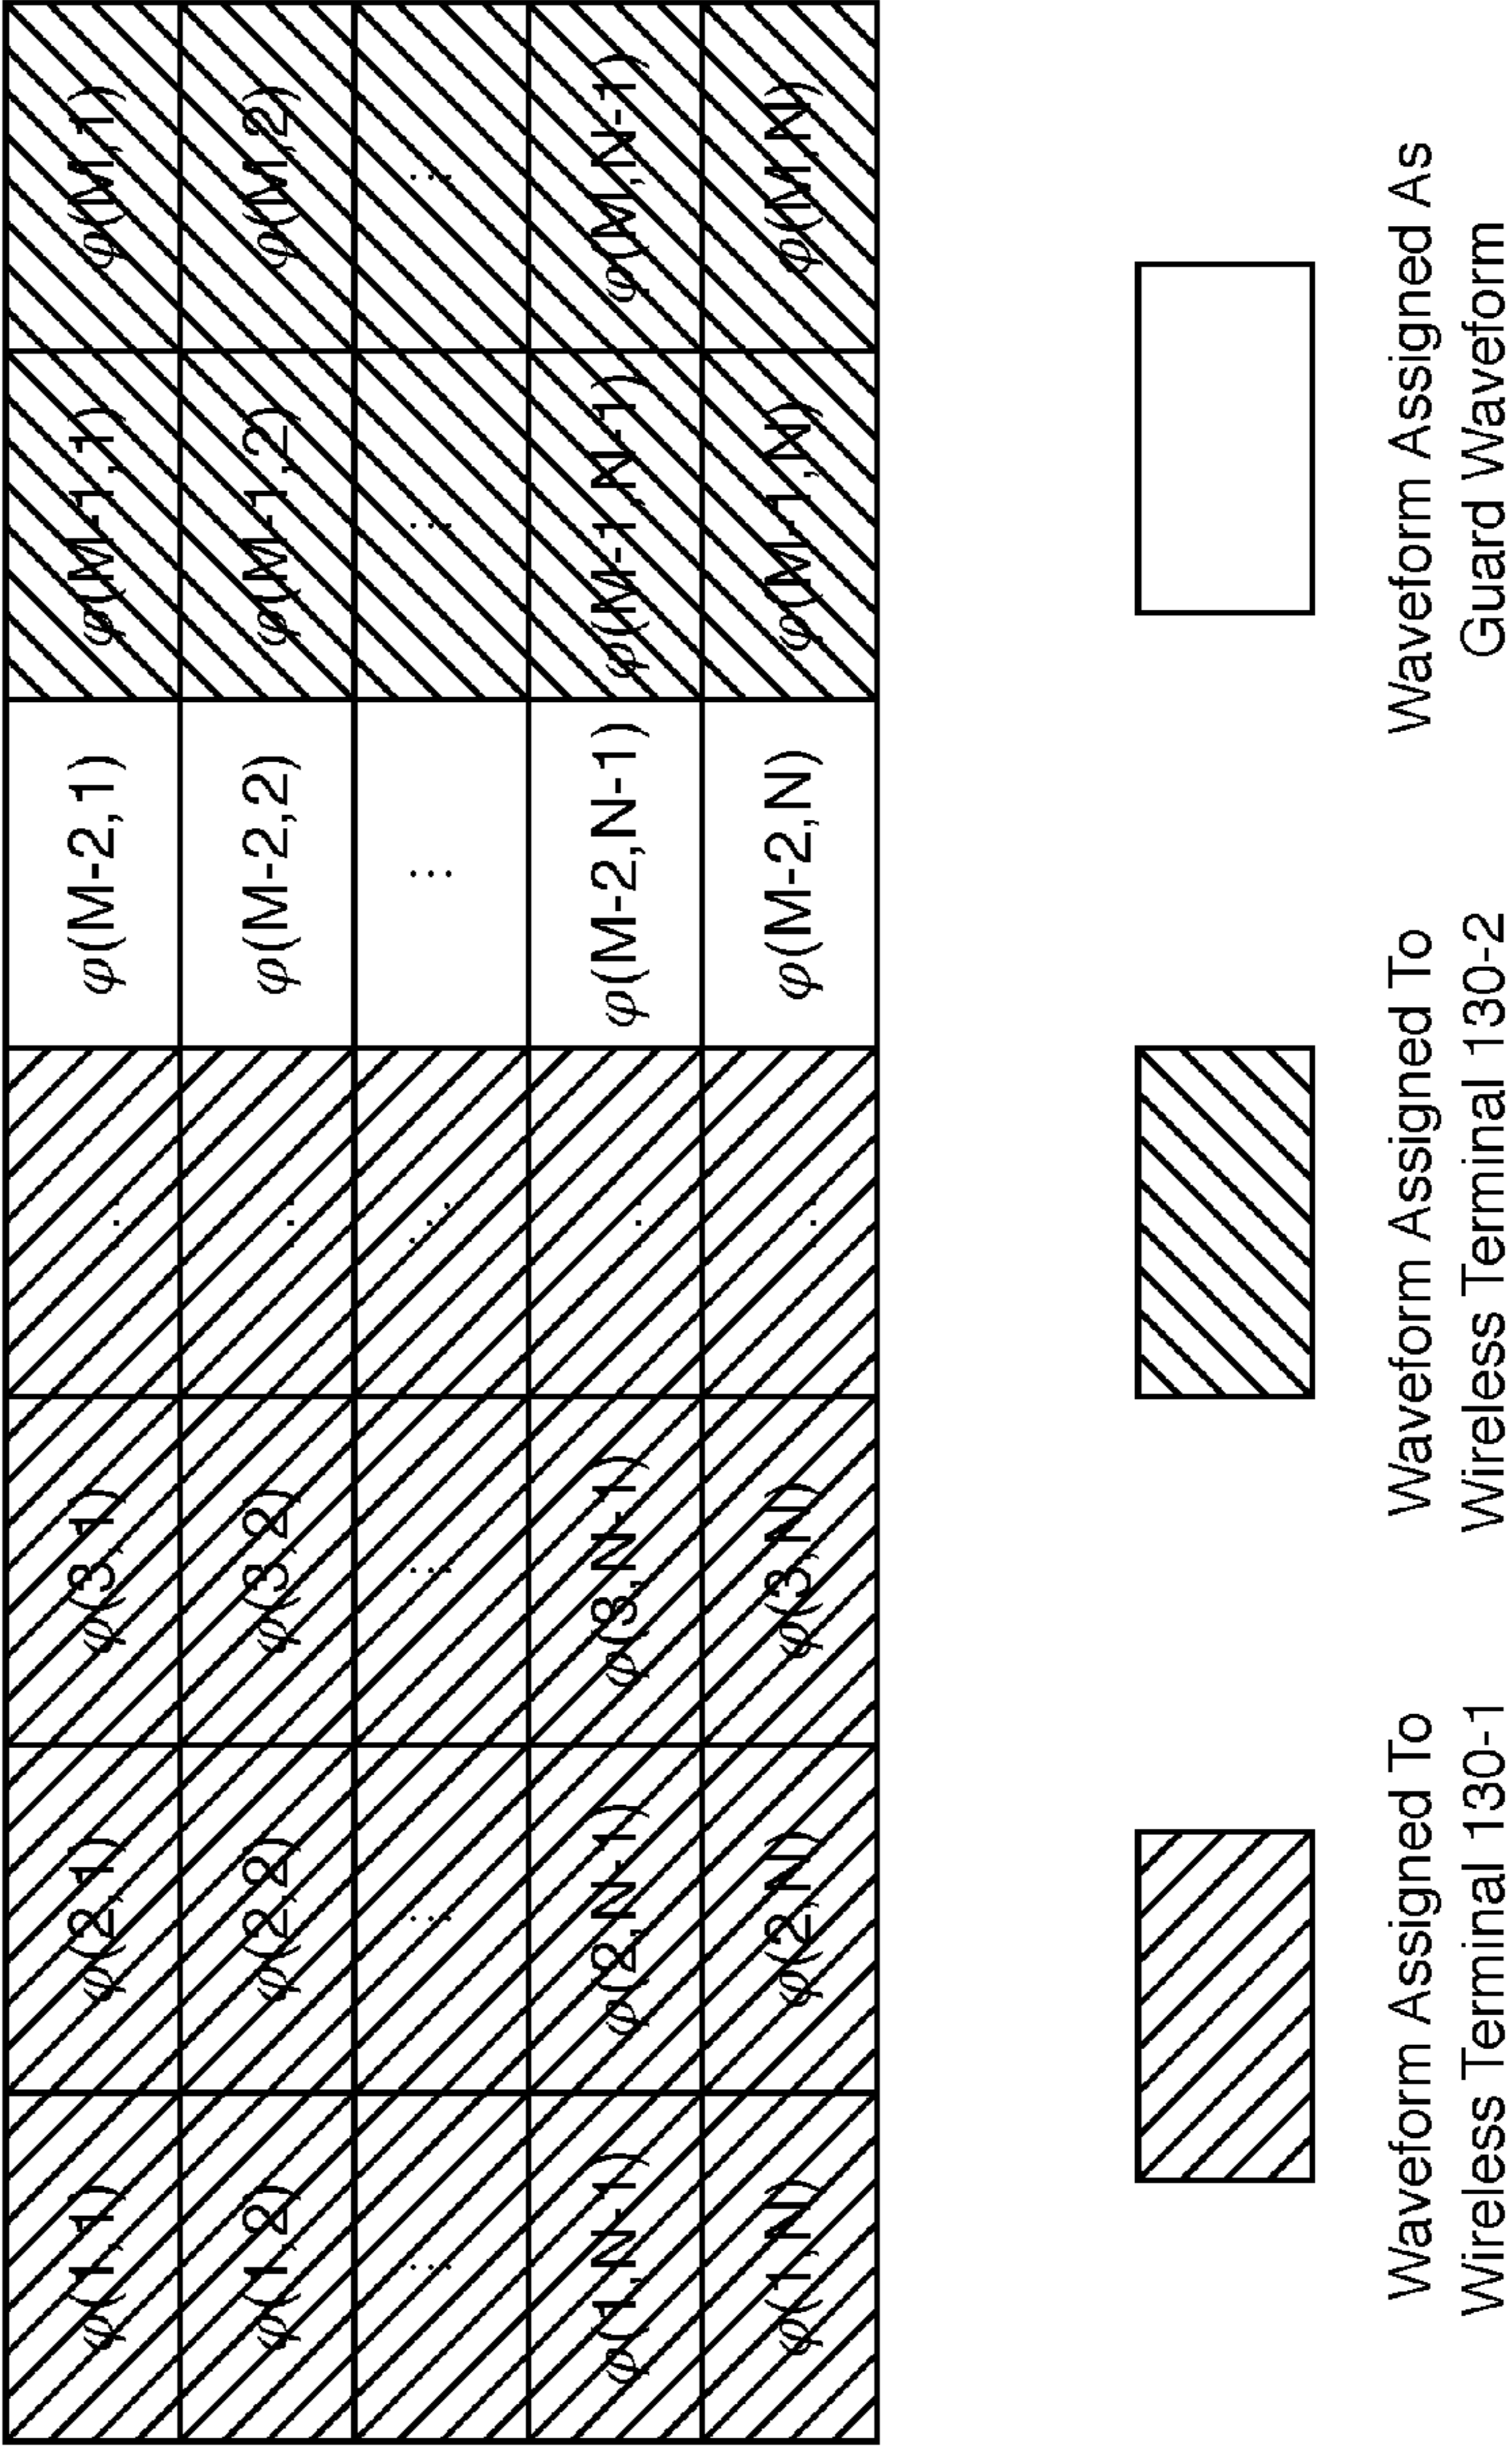 φ(1,1) φ(2,1) φ(3,1) ... φ(M-2,1) φ(M-1,1) φ(M,1)
φ(1,2) φ(2,2) φ(3,2) ... φ(M-2,2) φ(M-1,2) φ(M,2)
⋮ ⋮ ⋮ ⋱ ⋮ ⋮ ⋮
φ(1,N-1) φ(2,N-1) φ(3,N-1) ... φ(M-2,N-1) φ(M-1,N-1) φ(M,N-1)
φ(1,N) φ(2,N) φ(3,N) ... φ(M-2,N) φ(M-1,N) φ(M,N)
Waveform Assigned To
Wireless Terminal 130-1
Waveform Assigned To
Wireless Terminal 130-2
Waveform Assigned As
Guard Waveform